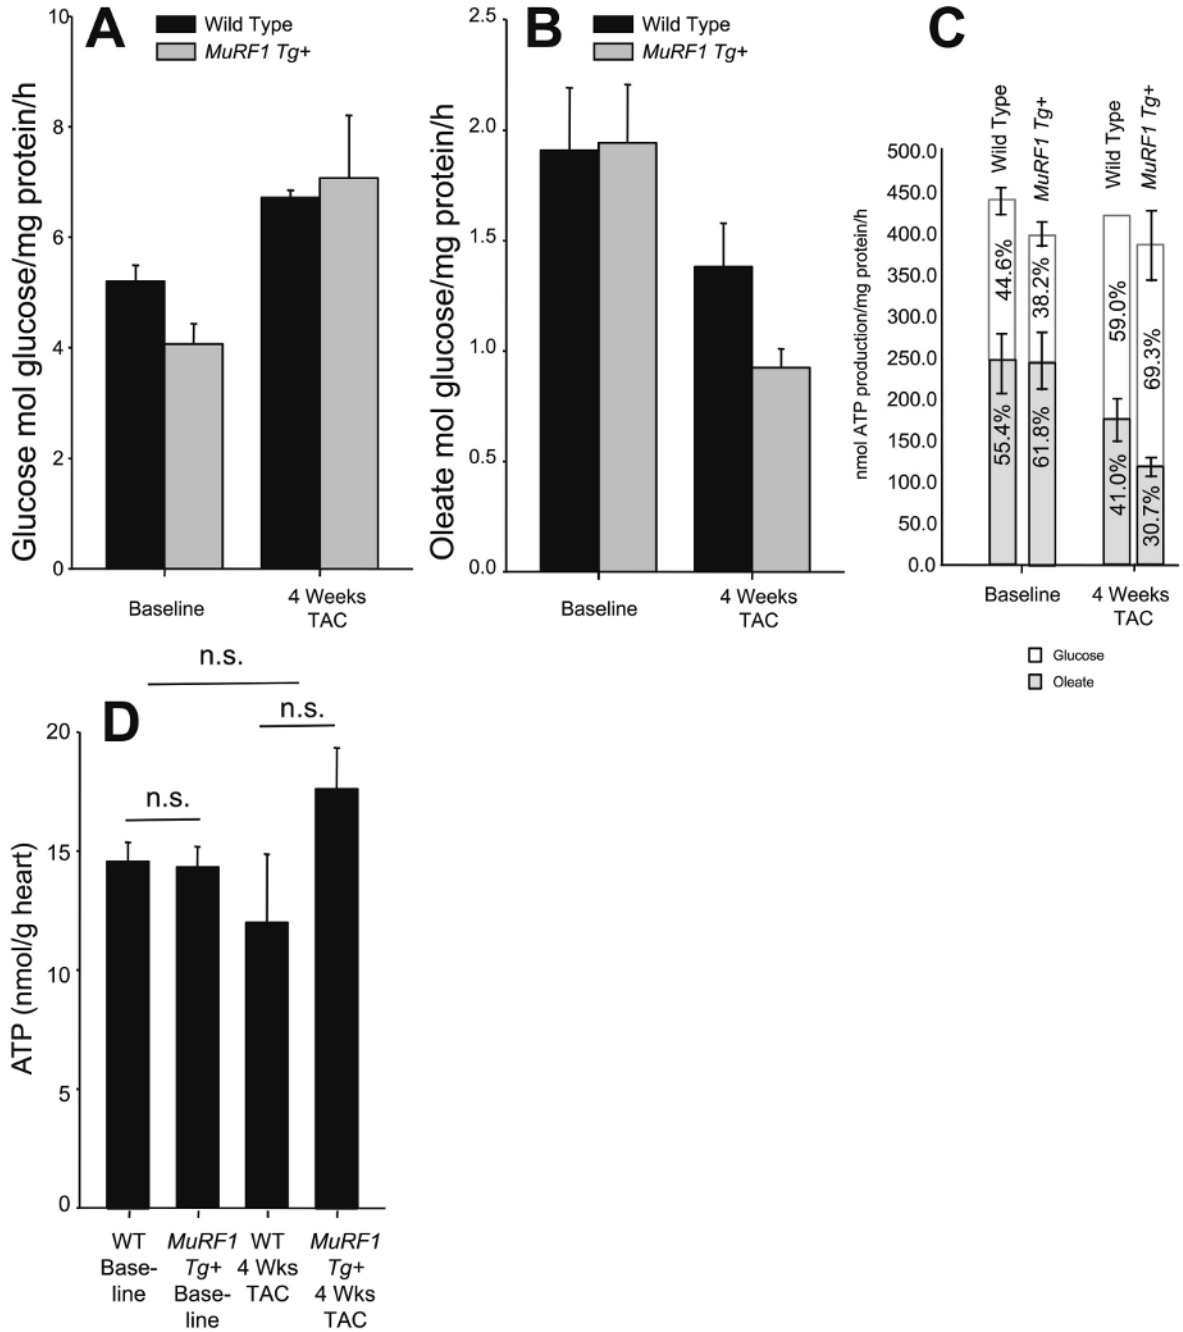 A
Wild Type
MuRF1 Tg+
Glucose mol glucose/mg protein/h
10
8
6
4
2
0
Baseline
4 Weeks
TAC
B
Wild Type
MuRF1 Tg+
Oleate mol glucose/mg protein/h
2.5
2.0
1.5
1.0
0.5
0.0
Baseline
4 Weeks
TAC
C
Wild Type
MuRF1 Tg+
Wild Type
MuRF1 Tg+
nmol ATP production/mg protein/h
500.0
450.0
400.0
350.0
300.0
250.0
200.0
150.0
100.0
50.0
0.0
44.6%
38.2%
59.0%
69.3%
55.4%
61.8%
41.0%
30.7%
Baseline
4 Weeks
TAC
Glucose
Oleate
n.s.
D
n.s.
n.s.
ATP (nmol/g heart)
20
15
10
5
0
WT
Base-
line
MuRF1
Tg+
Base-
line
WT
4 Wks
TAC
MuRF1
Tg+
4 Wks
TAC